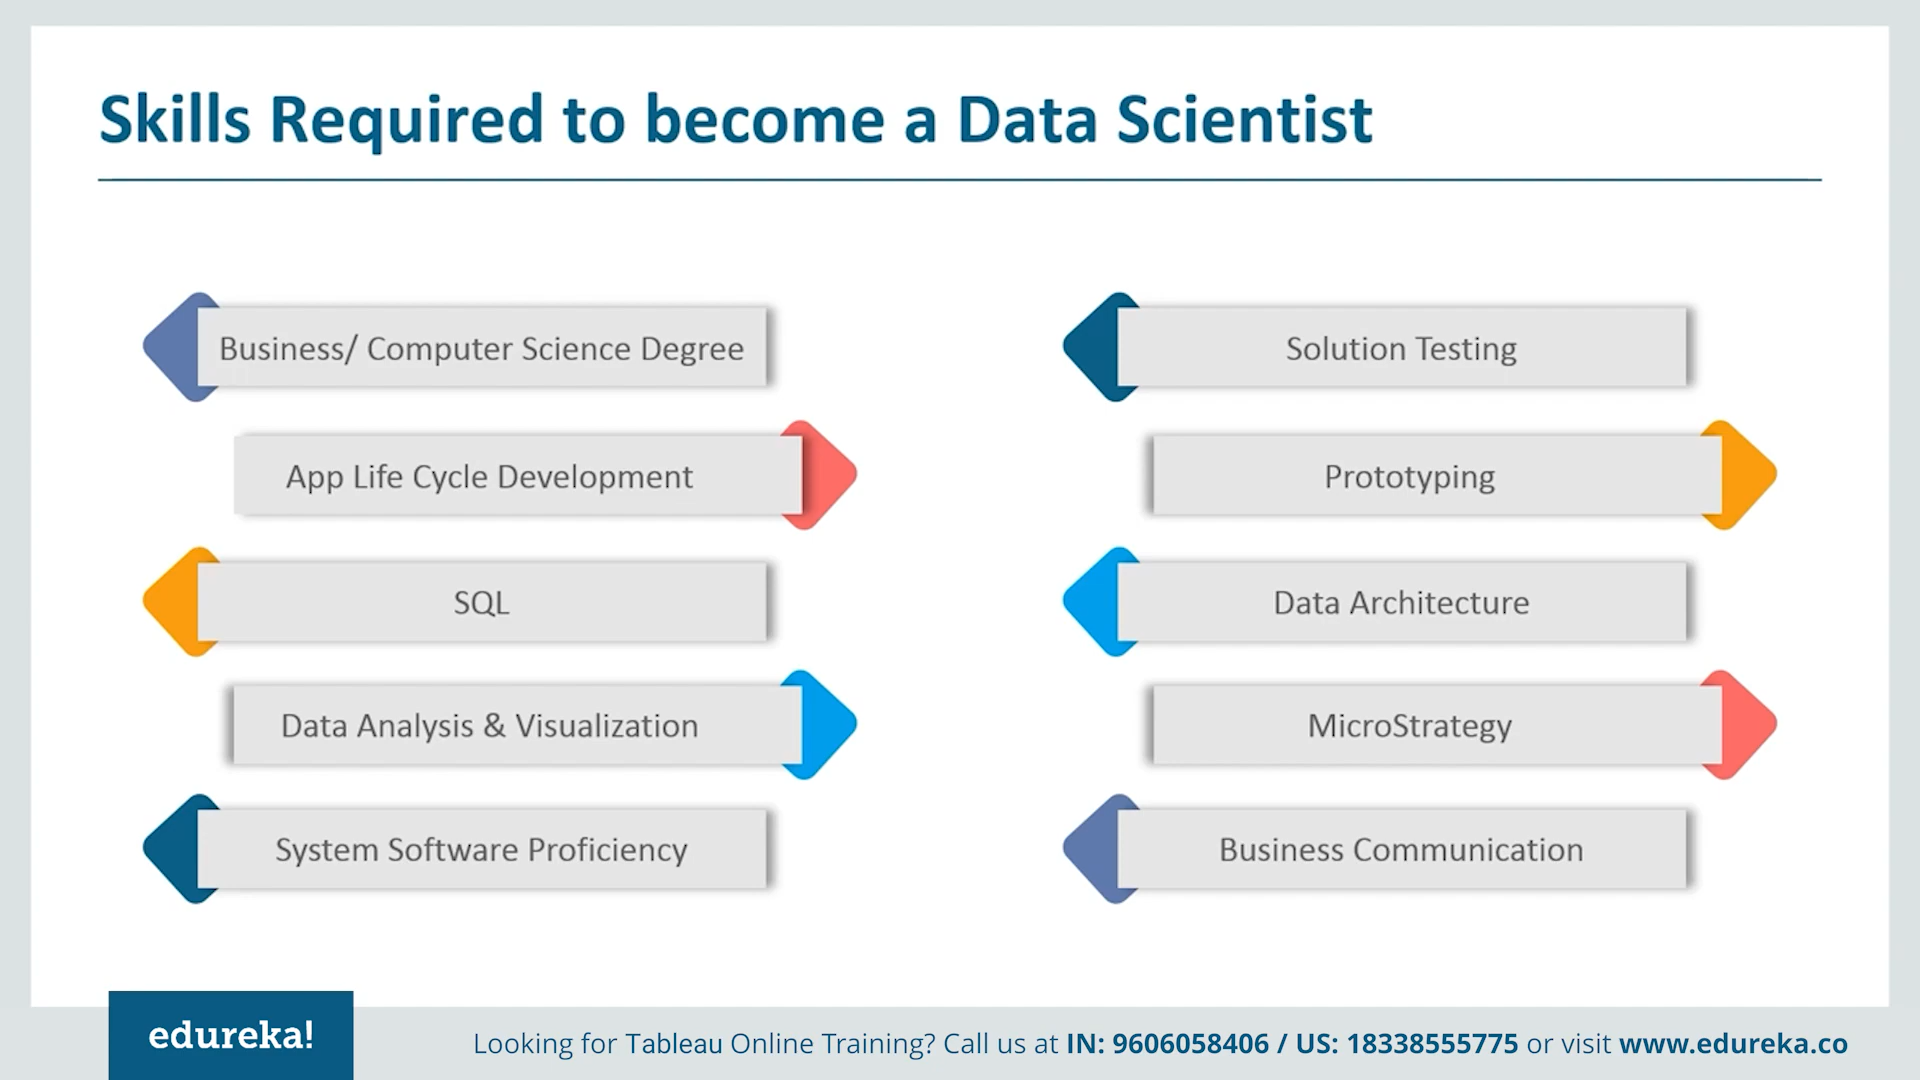 Skills Required to become a Data Scientist
Business/ Computer Science Degree
App Life Cycle Development
SQL
Data Analysis & Visualization
System Software Proficiency
Solution Testing
Prototyping
Data Architecture
MicroStrategy
Business Communication
edureka!
Looking for Tableau Online Training? Call us at IN: 9606058406 / US: 18338555775 or visit www.edureka.co